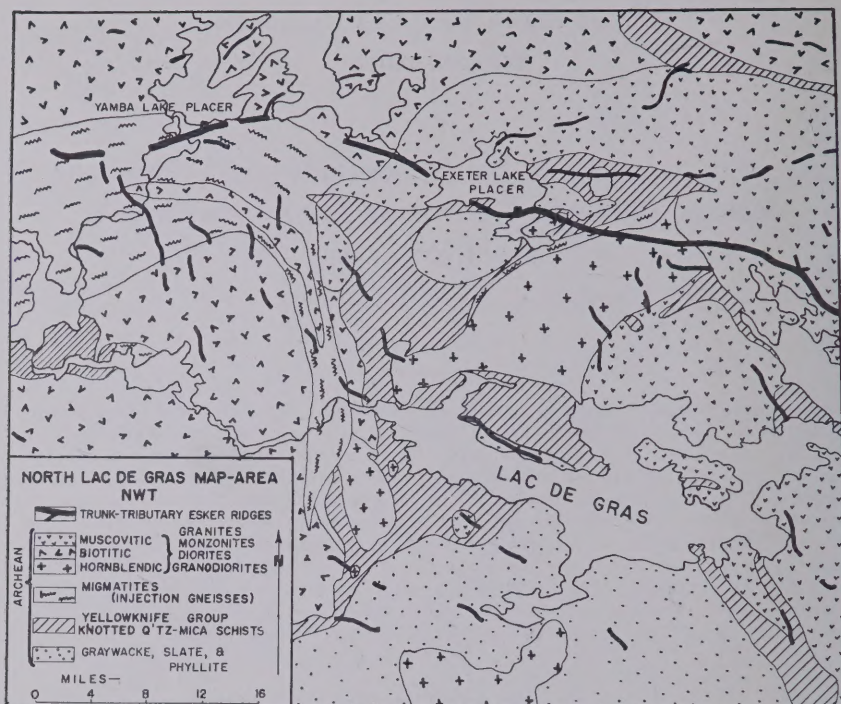 YAMBA LAKE PLACER
EXETER LAKE
PLACER
LAC DE GRAS
NORTH LAC DE GRAS MAP-AREA
NWT
TRUNK-TRIBUTARY ESKER RIDGES
ARCHEAN
MUSCOVITIC
BIOTITIC
HORNBLENDIC
GRANITES
MONZONITES
DIORITES
GRANODIORITES
MIGMATITES
(INJECTION GNEISSES)
YELLOWKNIFE GROUP
KNOTTED Q'TZ-MICA SCHISTS
GRAYWACKE, SLATE, &
PHYLLITE
N
MILES—
0 4 8 12 16